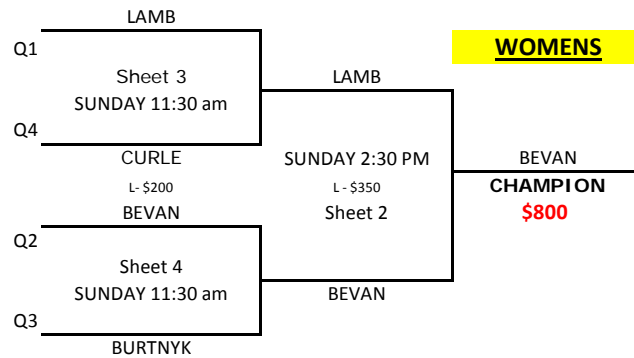 LAMB
Q1
WOMENS
Sheet 3
LAMB
SUNDAY 11:30 am
Q4
CURLE
SUNDAY 2:30 PM
BEVAN
L- $200
L - $350
CHAMPION
BEVAN
Sheet 2
$800
Q2
Sheet 4
SUNDAY 11:30 am
BEVAN
Q3
BURTNYK